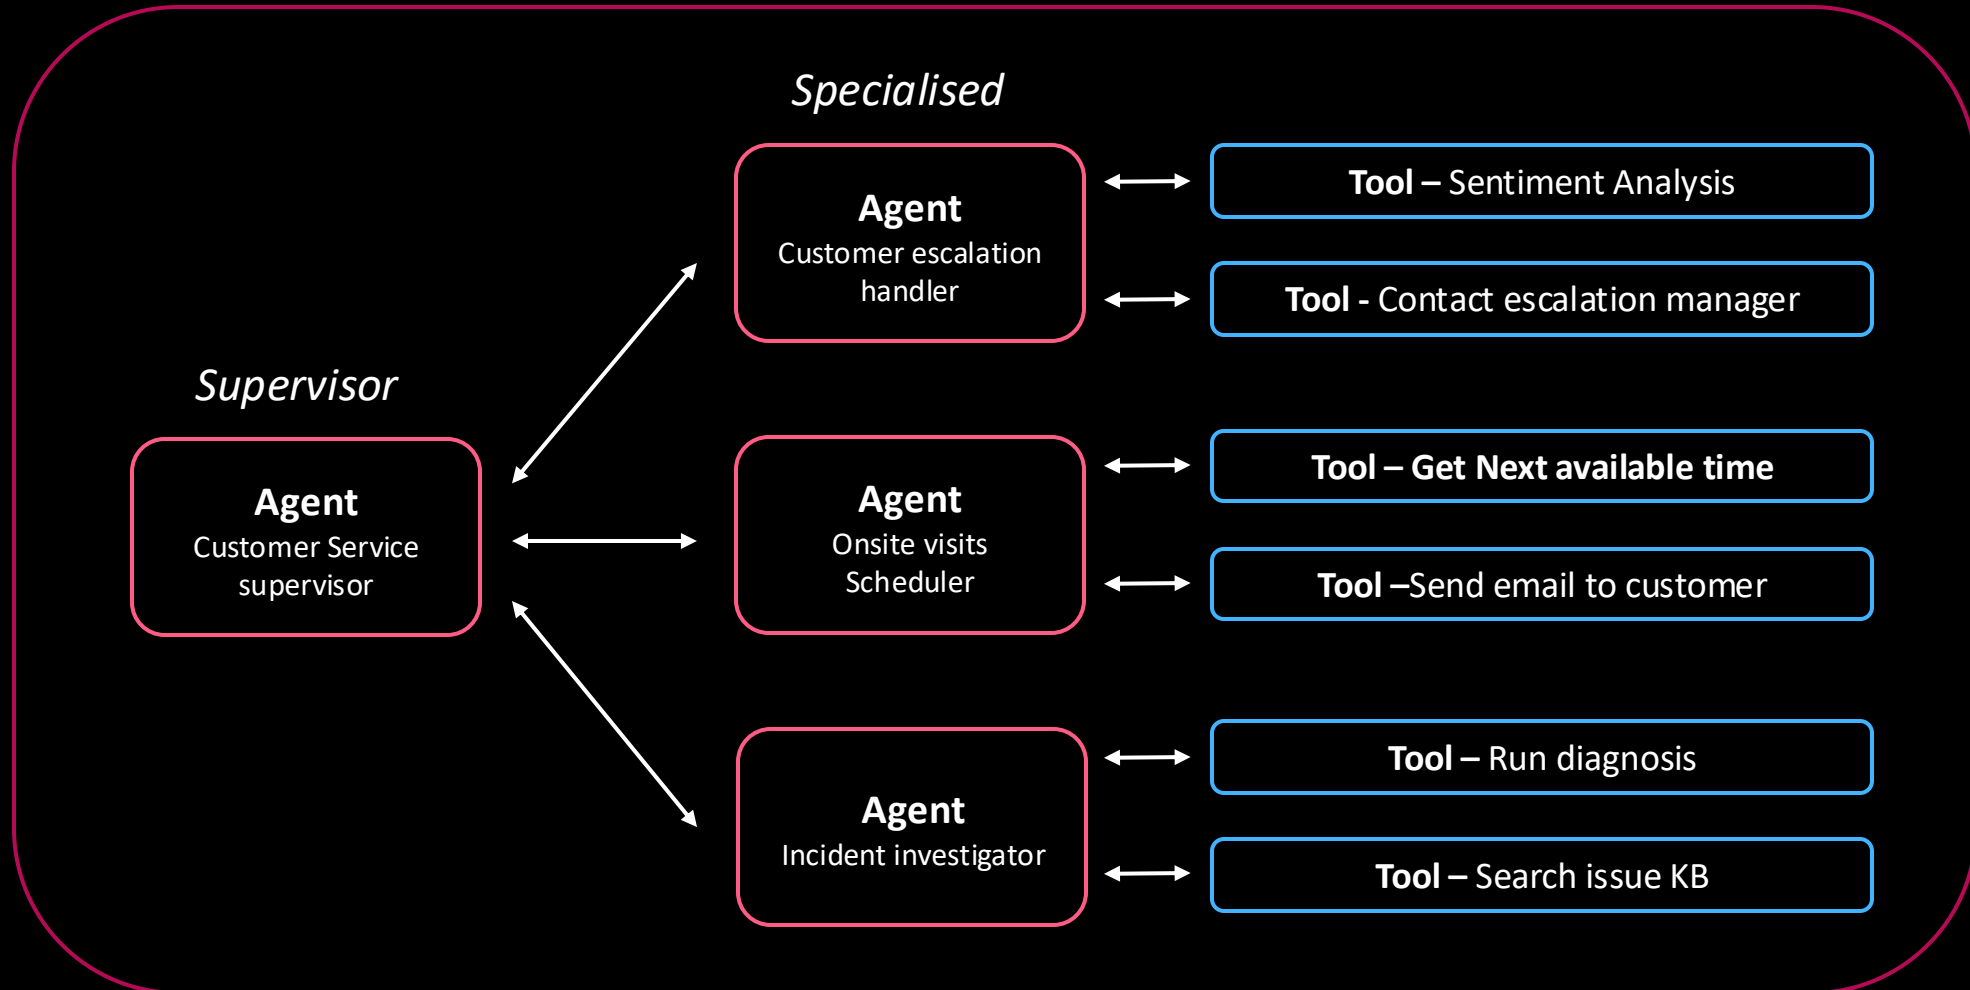 Specialised
Agent
Customer escalation
handler
Tool – Sentiment Analysis
Tool - Contact escalation manager
Supervisor
Agent
Customer Service
supervisor
Agent
Onsite visits
Scheduler
Tool – Get Next available time
Tool –Send email to customer
Agent
Incident investigator
Tool – Run diagnosis
Tool – Search issue KB